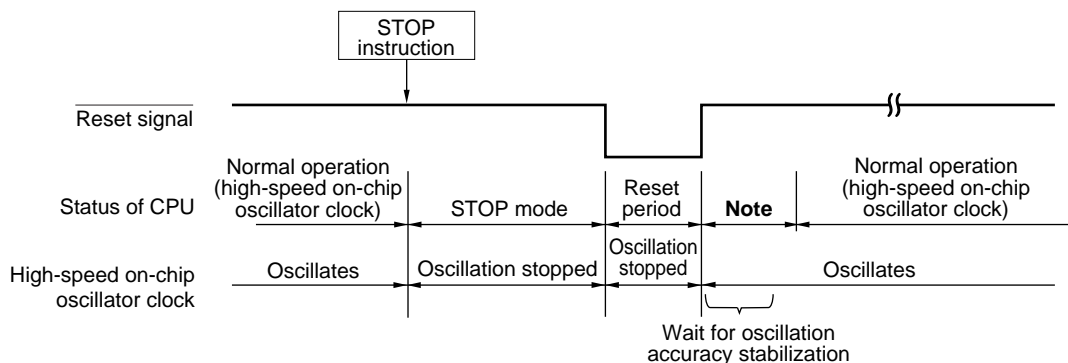 STOP
instruction
Reset signal
Normal operation
(high-speed on-chip
oscillator clock)
Status of CPU
STOP mode
Reset
period
Note
Normal operation
(high-speed on-chip
oscillator clock)
High-speed on-chip
oscillator clock
Oscillates
Oscillation stopped
Oscillation
stopped
Oscillates
Wait for oscillation
accuracy stabilization